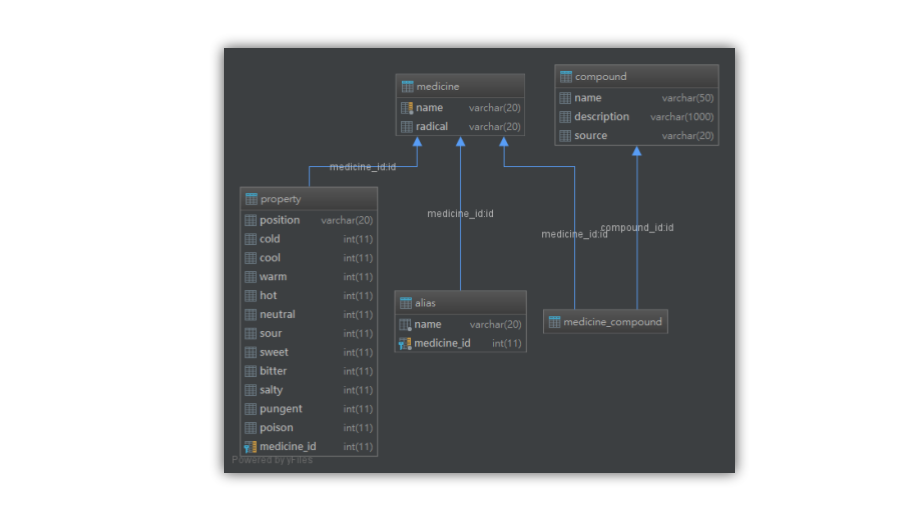 medicine
name varchar(20)
radical varchar(20)
compound
name varchar(50)
description varchar(1000)
source varchar(20)
medicine_id:id
medicine_id:id
medicine_id:id
compound_id:id
property
position varchar(20)
cold int(11)
cool int(11)
warm int(11)
hot int(11)
neutral int(11)
sour int(11)
sweet int(11)
bitter int(11)
salty int(11)
pungent int(11)
poison int(11)
medicine_id int(11)
alias
name varchar(20)
medicine_id int(11)
medicine_compound
Powered by yFiles